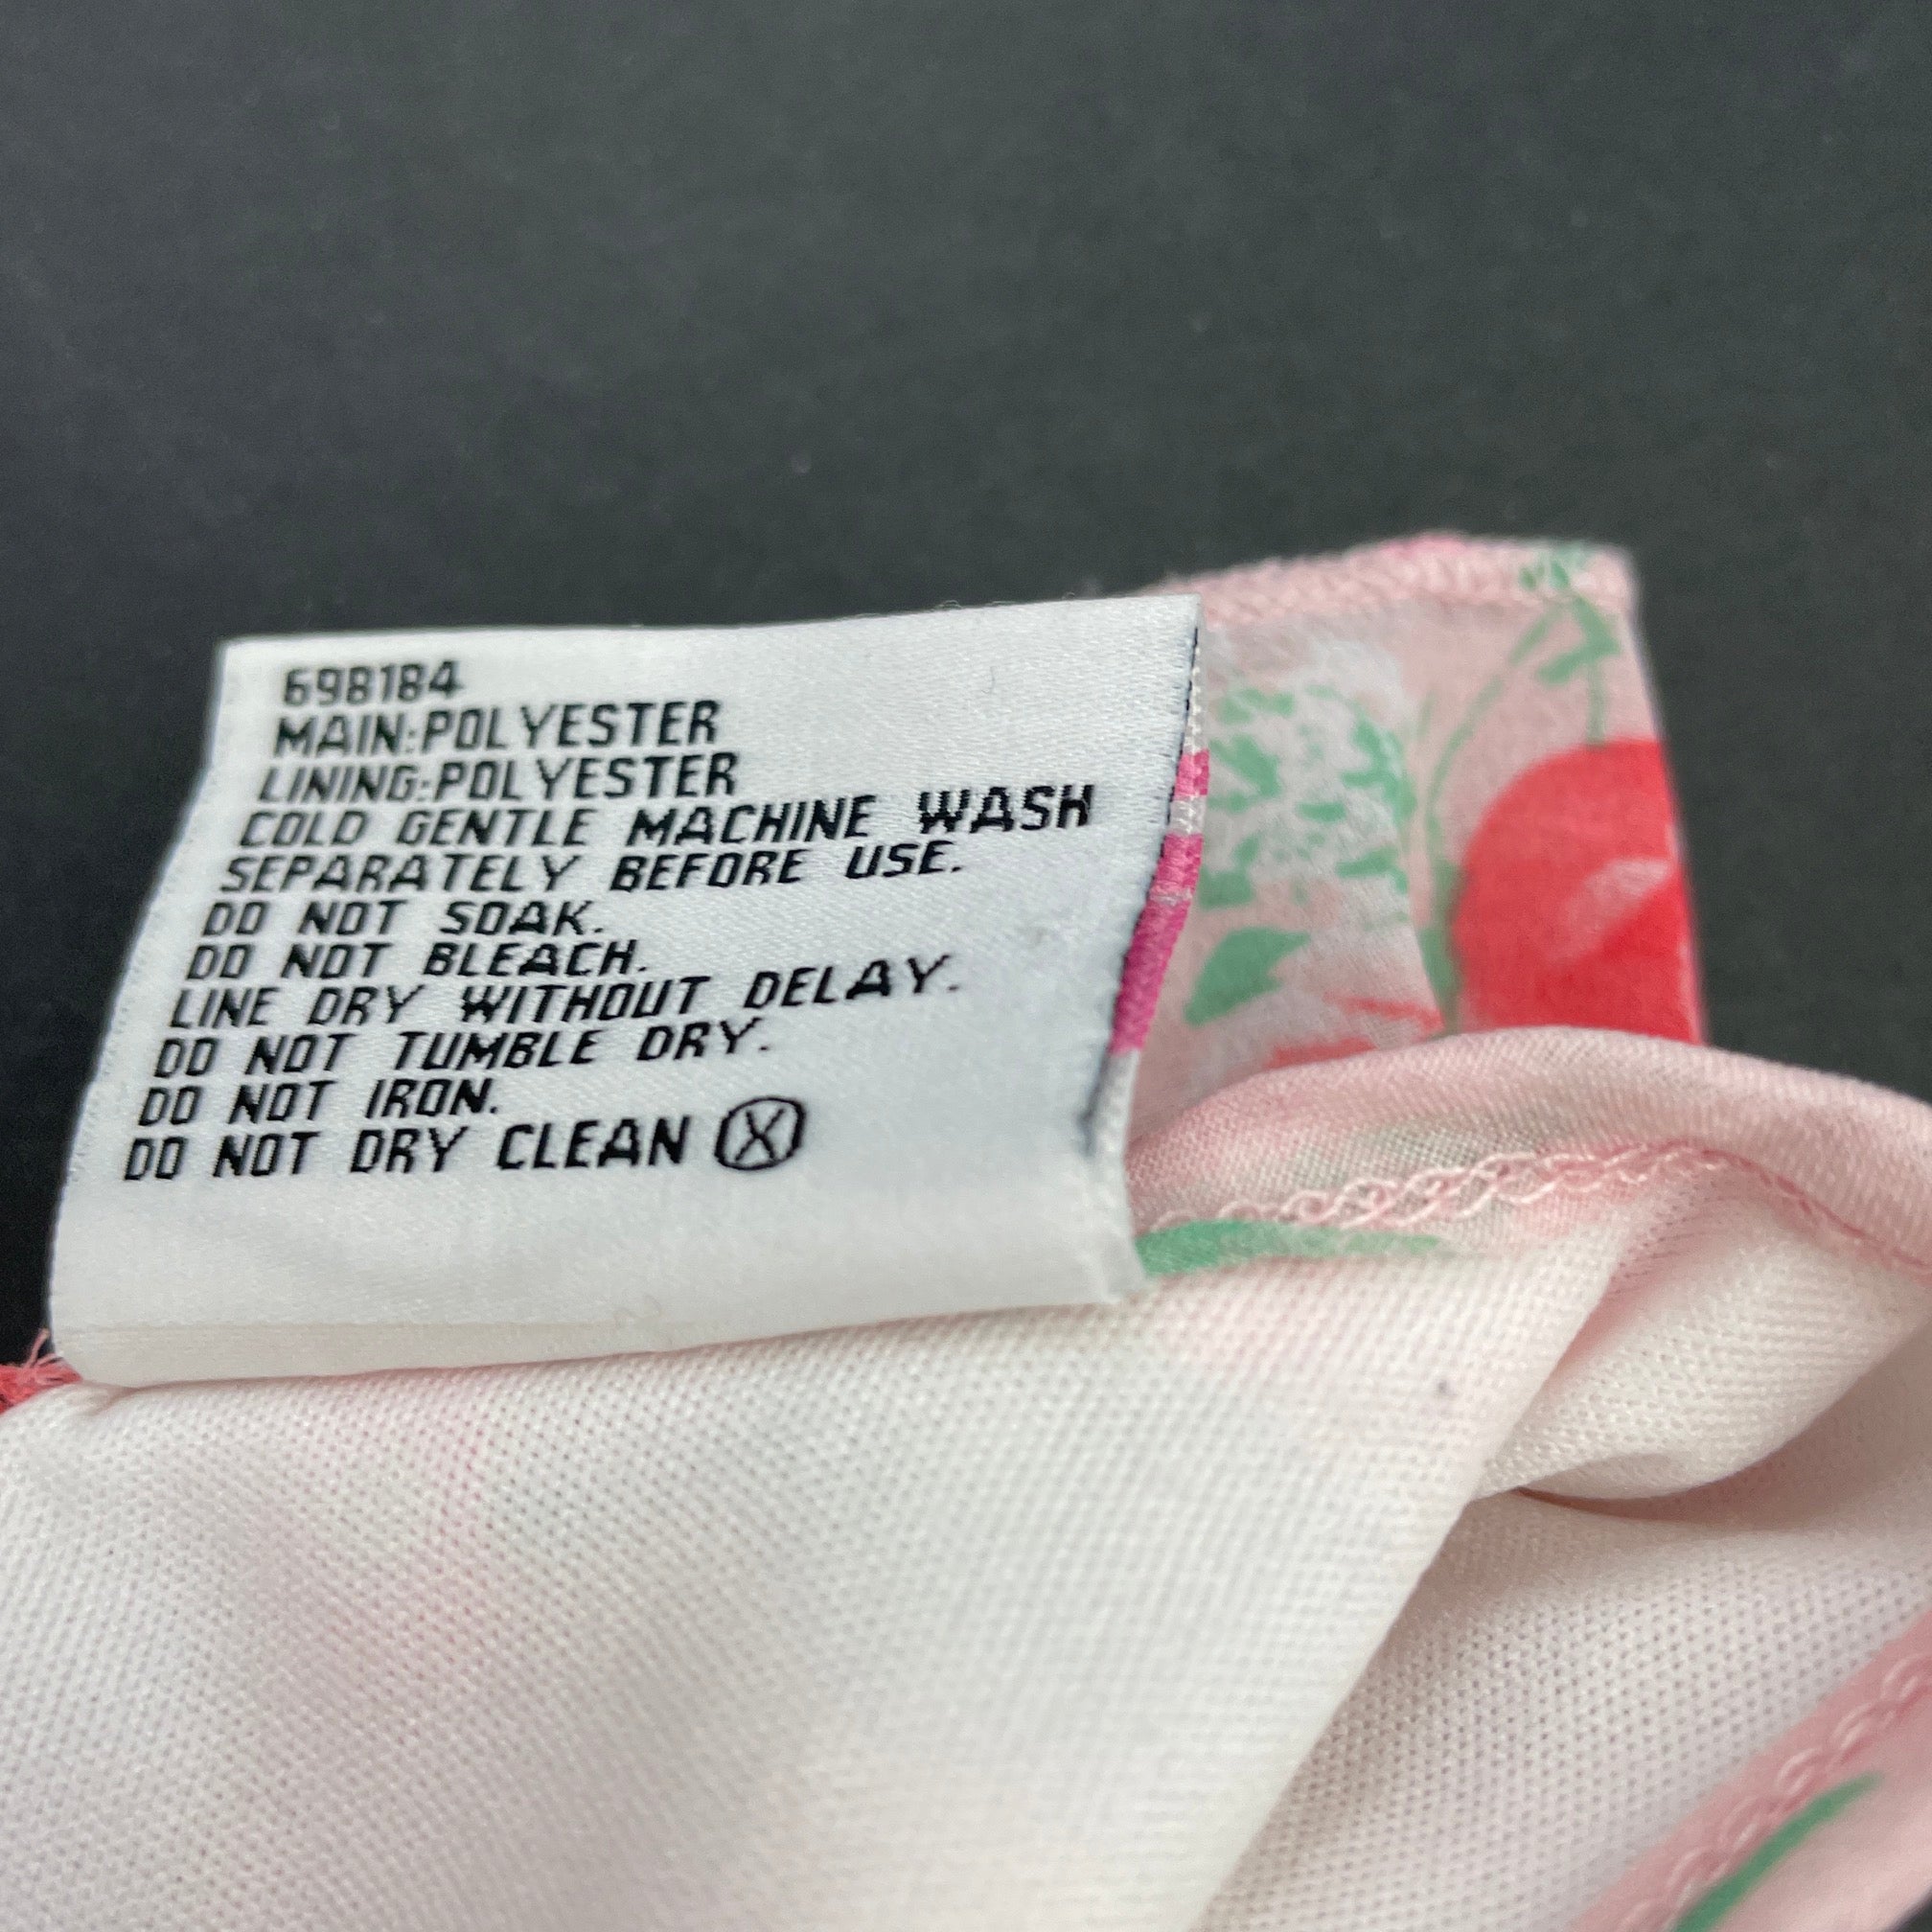 698184
MAIN:POLYESTER
LINING:POLYESTER
COLD GENTLE MACHINE WASH
SEPARATELY BEFORE USE.
DO NOT SOAK.
DO NOT BLEACH.
LINE DRY WITHOUT DELAY.
DO NOT TUMBLE DRY.
DO NOT IRON.
DO NOT DRY CLEAN Ⓧ